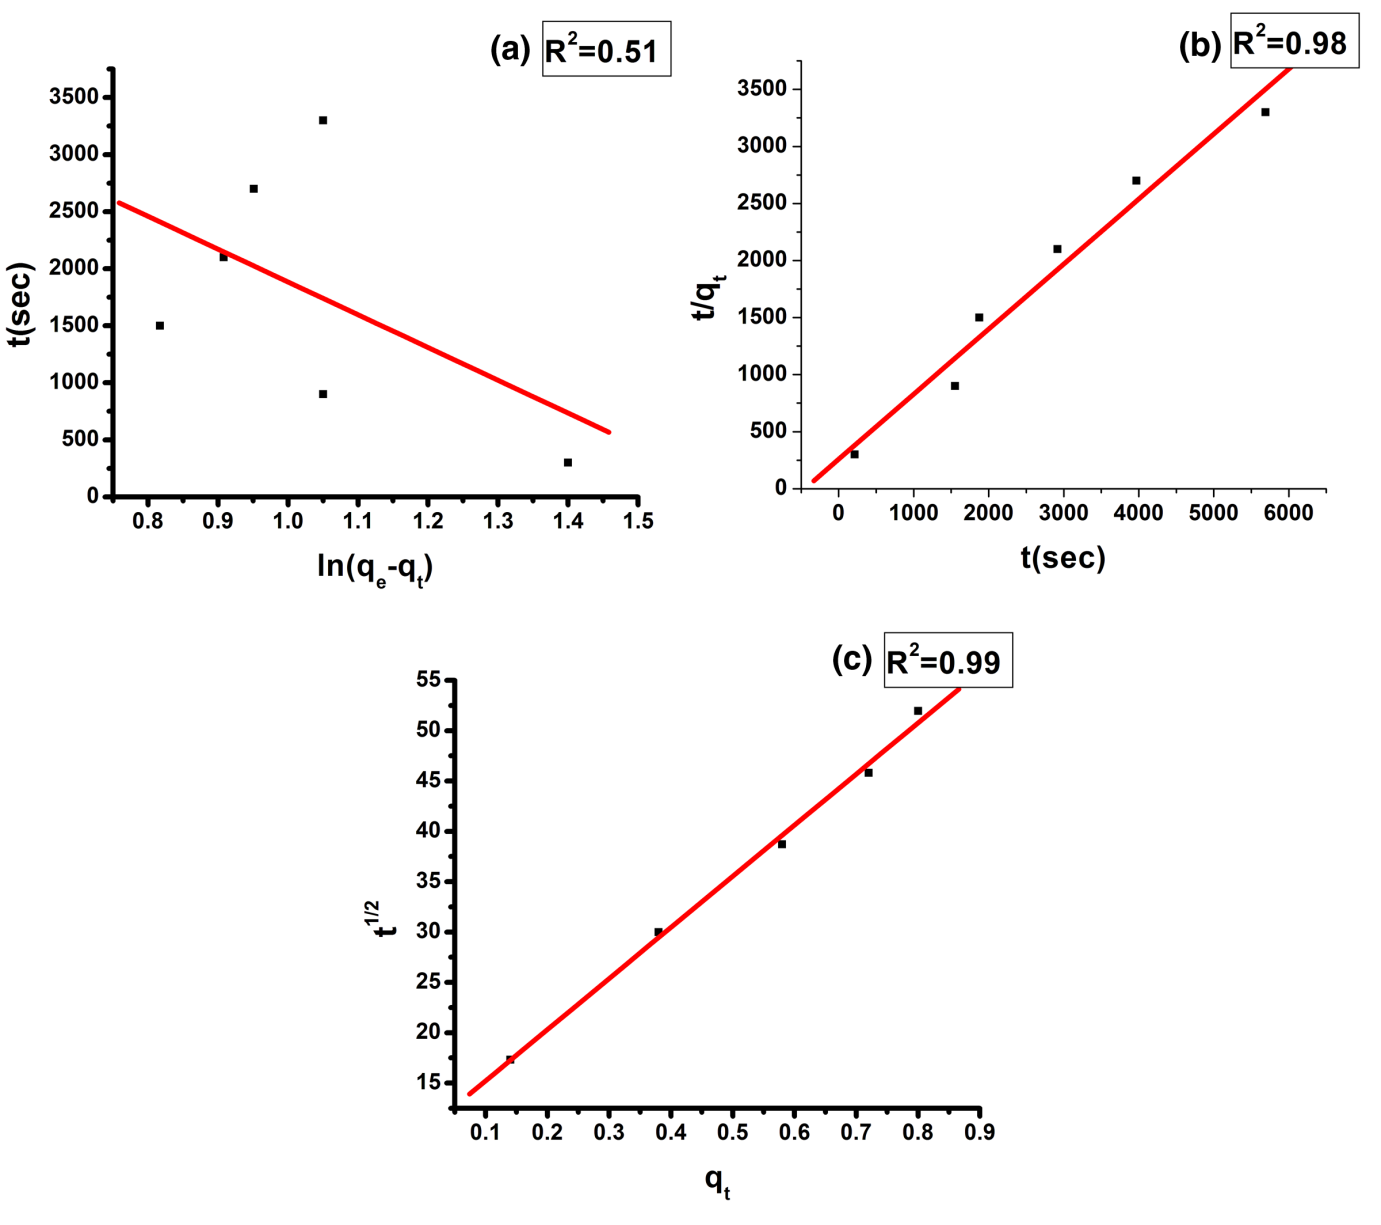 (a) R²=0.51
3500
3000
2500
2000
1500
1000
500
0
t(sec)
0.8 0.9 1.0 1.1 1.2 1.3 1.4 1.5
ln(qₑ-qₜ)
(b) R²=0.98
3500
3000
2500
2000
1500
1000
500
0
t/qₜ
0 1000 2000 3000 4000 5000 6000
t(sec)
(c) R²=0.99
55
50
45
40
35
30
25
20
15
t^1/2
0.1 0.2 0.3 0.4 0.5 0.6 0.7 0.8 0.9
qₜ